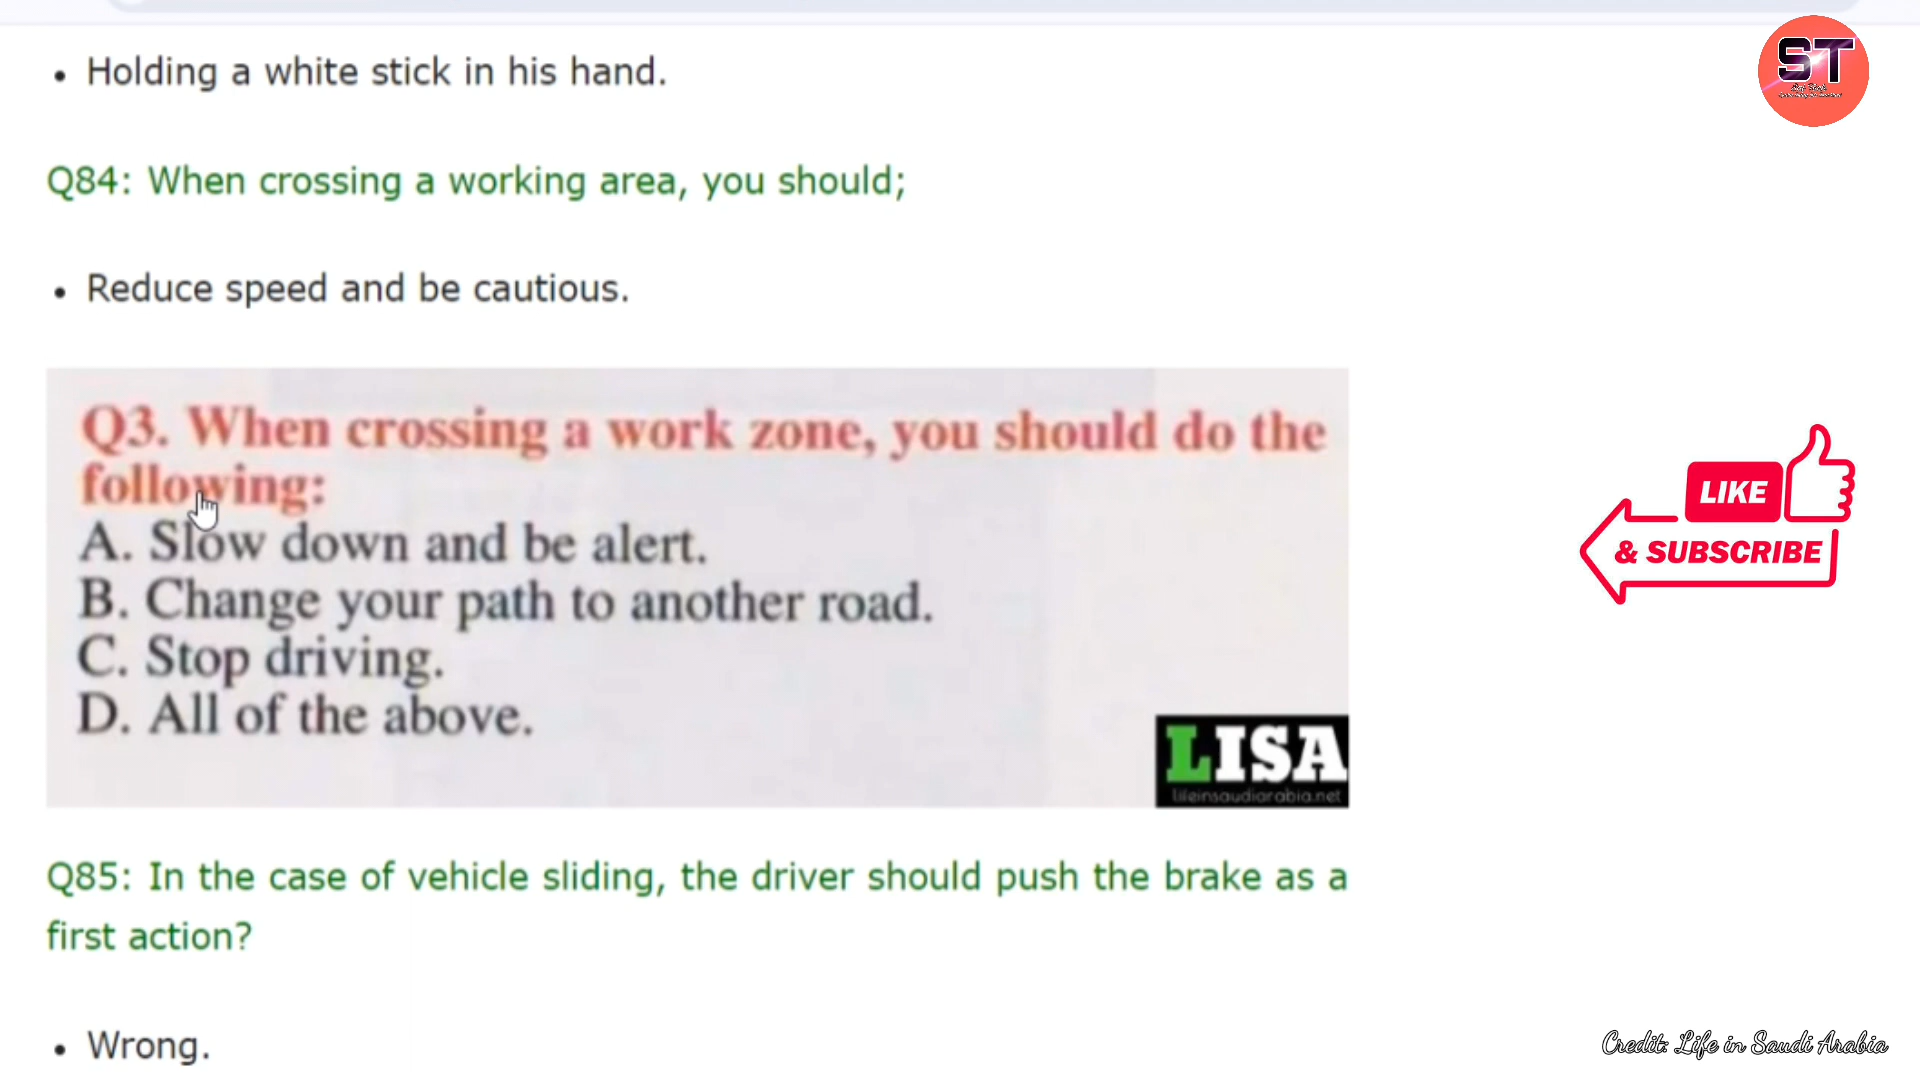 Holding a white stick in his hand.
ST
Q84: When crossing a working area, you should;
Reduce speed and be cautious.
Q3. When crossing a work zone, you should do the
following:
A. Slow down and be alert.
B. Change your path to another road.
C. Stop driving.
D. All of the above.
LISA
lifeinsaudiarabia.net
LIKE
& SUBSCRIBE
Q85: In the case of vehicle sliding, the driver should push the brake as a
first action?
Wrong.
Credit: Life in Saudi Arabia